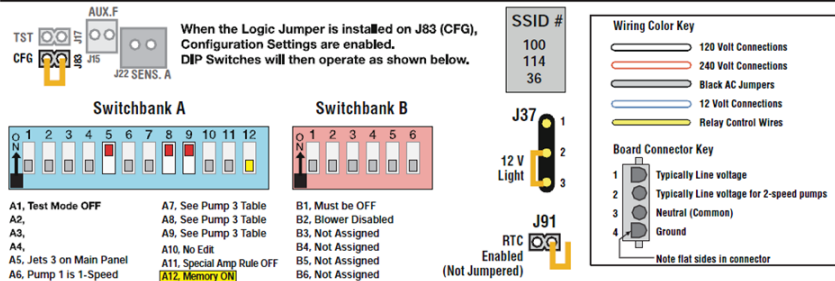 AUX.F
TST
J17
CFG
J83
J15
J22 SENS. A
When the Logic Jumper is installed on J83 (CFG),
Configuration Settings are enabled.
DIP Switches will then operate as shown below.
Switchbank A
ON 1 2 3 4 5 6 7 8 9 10 11 12
A1, Test Mode OFF
A2,
A3,
A4,
A5, Jets 3 on Main Panel
A6, Pump 1 is 1-Speed
A7, See Pump 3 Table
A8, See Pump 3 Table
A9, See Pump 3 Table
A10, No Edit
A11, Special Amp Rule OFF
A12, Memory ON
Switchbank B
ON 1 2 3 4 5 6
B1, Must be OFF
B2, Blower Disabled
B3, Not Assigned
B4, Not Assigned
B5, Not Assigned
B6, Not Assigned
SSID #
100
114
36
J37
1
2
3
12 V
Light
J91
RTC
Enabled
(Not Jumpered)
Wiring Color Key
120 Volt Connections
240 Volt Connections
Black AC Jumpers
12 Volt Connections
Relay Control Wires
Board Connector Key
1 Typically Line voltage
2 Typically Line voltage for 2-speed pumps
3 Neutral (Common)
4 Ground
Note flat sides in connector